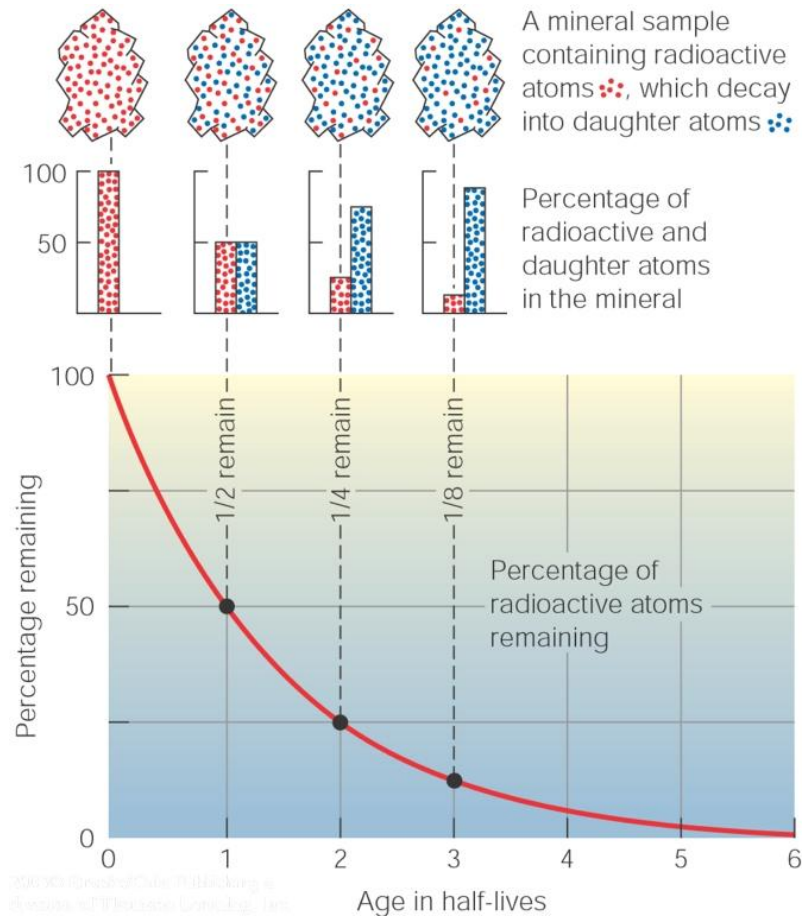 A mineral sample
containing radioactive
atoms , which decay
into daughter atoms
100
50
Percentage of
radioactive and
daughter atoms
in the mineral
100
50
0
Percentage remaining
1/2 remain
1/4 remain
1/8 remain
Percentage of
radioactive atoms
remaining
0 1 2 3 4 5 6
Age in half-lives